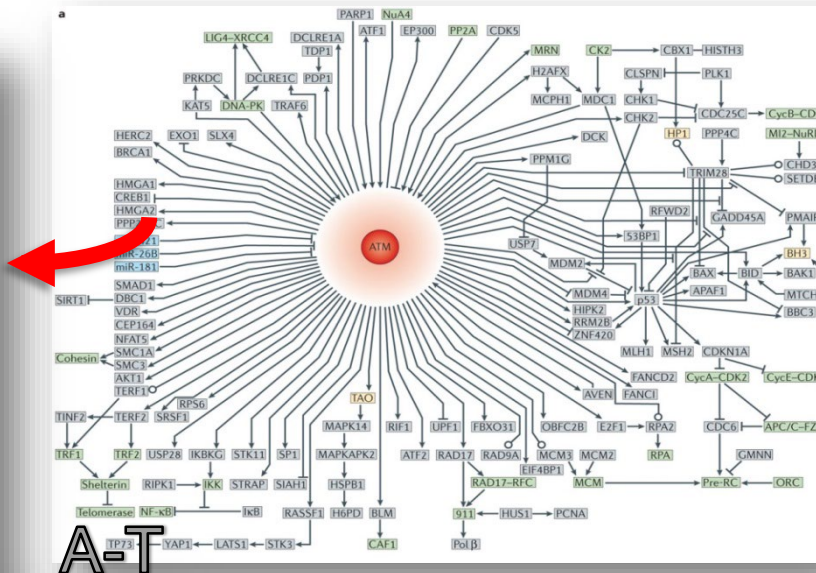 a
PARP1 NuA4
ATF1 EP300 PP2A CDK5
LIG4–XRCC4 DCLRE1A
TDP1
PRKDC DCLRE1C PDP1
KAT5 DNA-PK TRAF6
MRN CK2 CBX1 HISTH3
H2AFX CLSPN PLK1
MCPH1 MDC1 CHK1 CDC25C
CHK2
HERC2 EXO1 SLX4 DCK HP1 PPP4C
BRCA1 PPM1G TRIM28 CHD3
HMGA1
CREB1
HMGA2 RFWD2 GADD45A
miR-26B USP7 53BP1 BH3
miR-181 MDM2 BAX BID BAK1
ATM
SMAD1 MDM4 p53 APAF1
SIRT1 DBC1 HIPK2 BBC3
VDR RRM2B
CEP164 ZNF420
NFAT5 MLH1 MSH2 CDKN1A
Cohesin SMC1A
SMC3
AKT1 FANCD2 CycA–CDK2
TERF1 TAO AVEN FANCI
RPS6
TINF2 TERF2 SRSF1 MAPK14 RIF1 UPF1 FBXO31 OBFC2B E2F1 RPA2 CDC6
TRF1 TRF2 USP28 IKBKG STK11 SP1 MAPKAPK2 ATF2 RAD17 RAD9A MCM3 MCM2 RPA GMNN
EIF4BP1
Shelterin RIPK1 IKK STRAP SIAH1 HSPB1 RAD17–RFC MCM Pre-RC ORC
Telomerase NF-κB IκB RASSF1 H6PD BLM 911 HUS1 PCNA
TP73 YAP1 LATS1 STK3 CAF1 Polβ
A-T